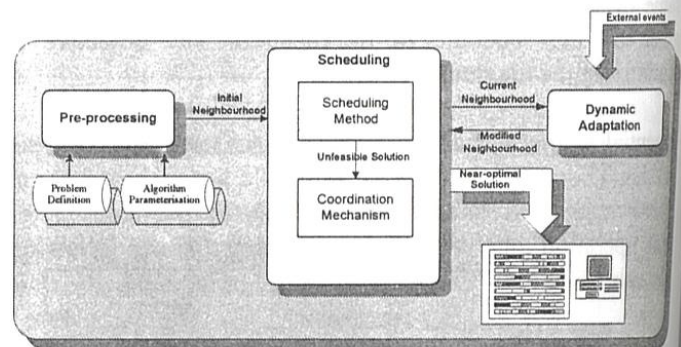 External events
Scheduling
Initial
Neighbourhood
Current
Neighbourhood
Pre-processing
Scheduling
Method
Dynamic
Adaptation
Modified
Neighbourhood
Unfeasible Solution
Near-optimal
Solution
Problem
Definition
Algorithm
Parameterisation
Coordination
Mechanism